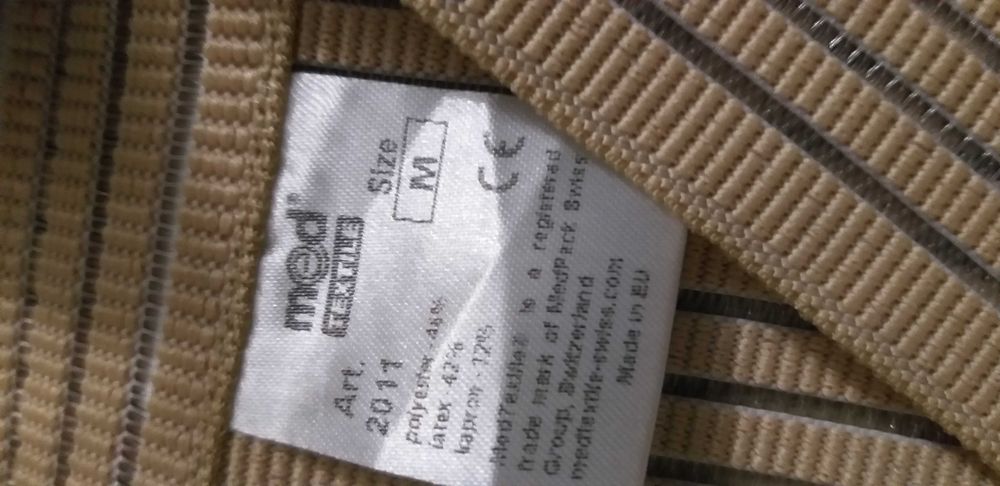 med®
textile
Art. Size
2011 M
polyester -46%
latex 42%
kapron -12%
CE
MedTextile® is a registered
trade mark of MedPack Swiss
Group, Switzerland
medtextile-swiss.com
Made in EU